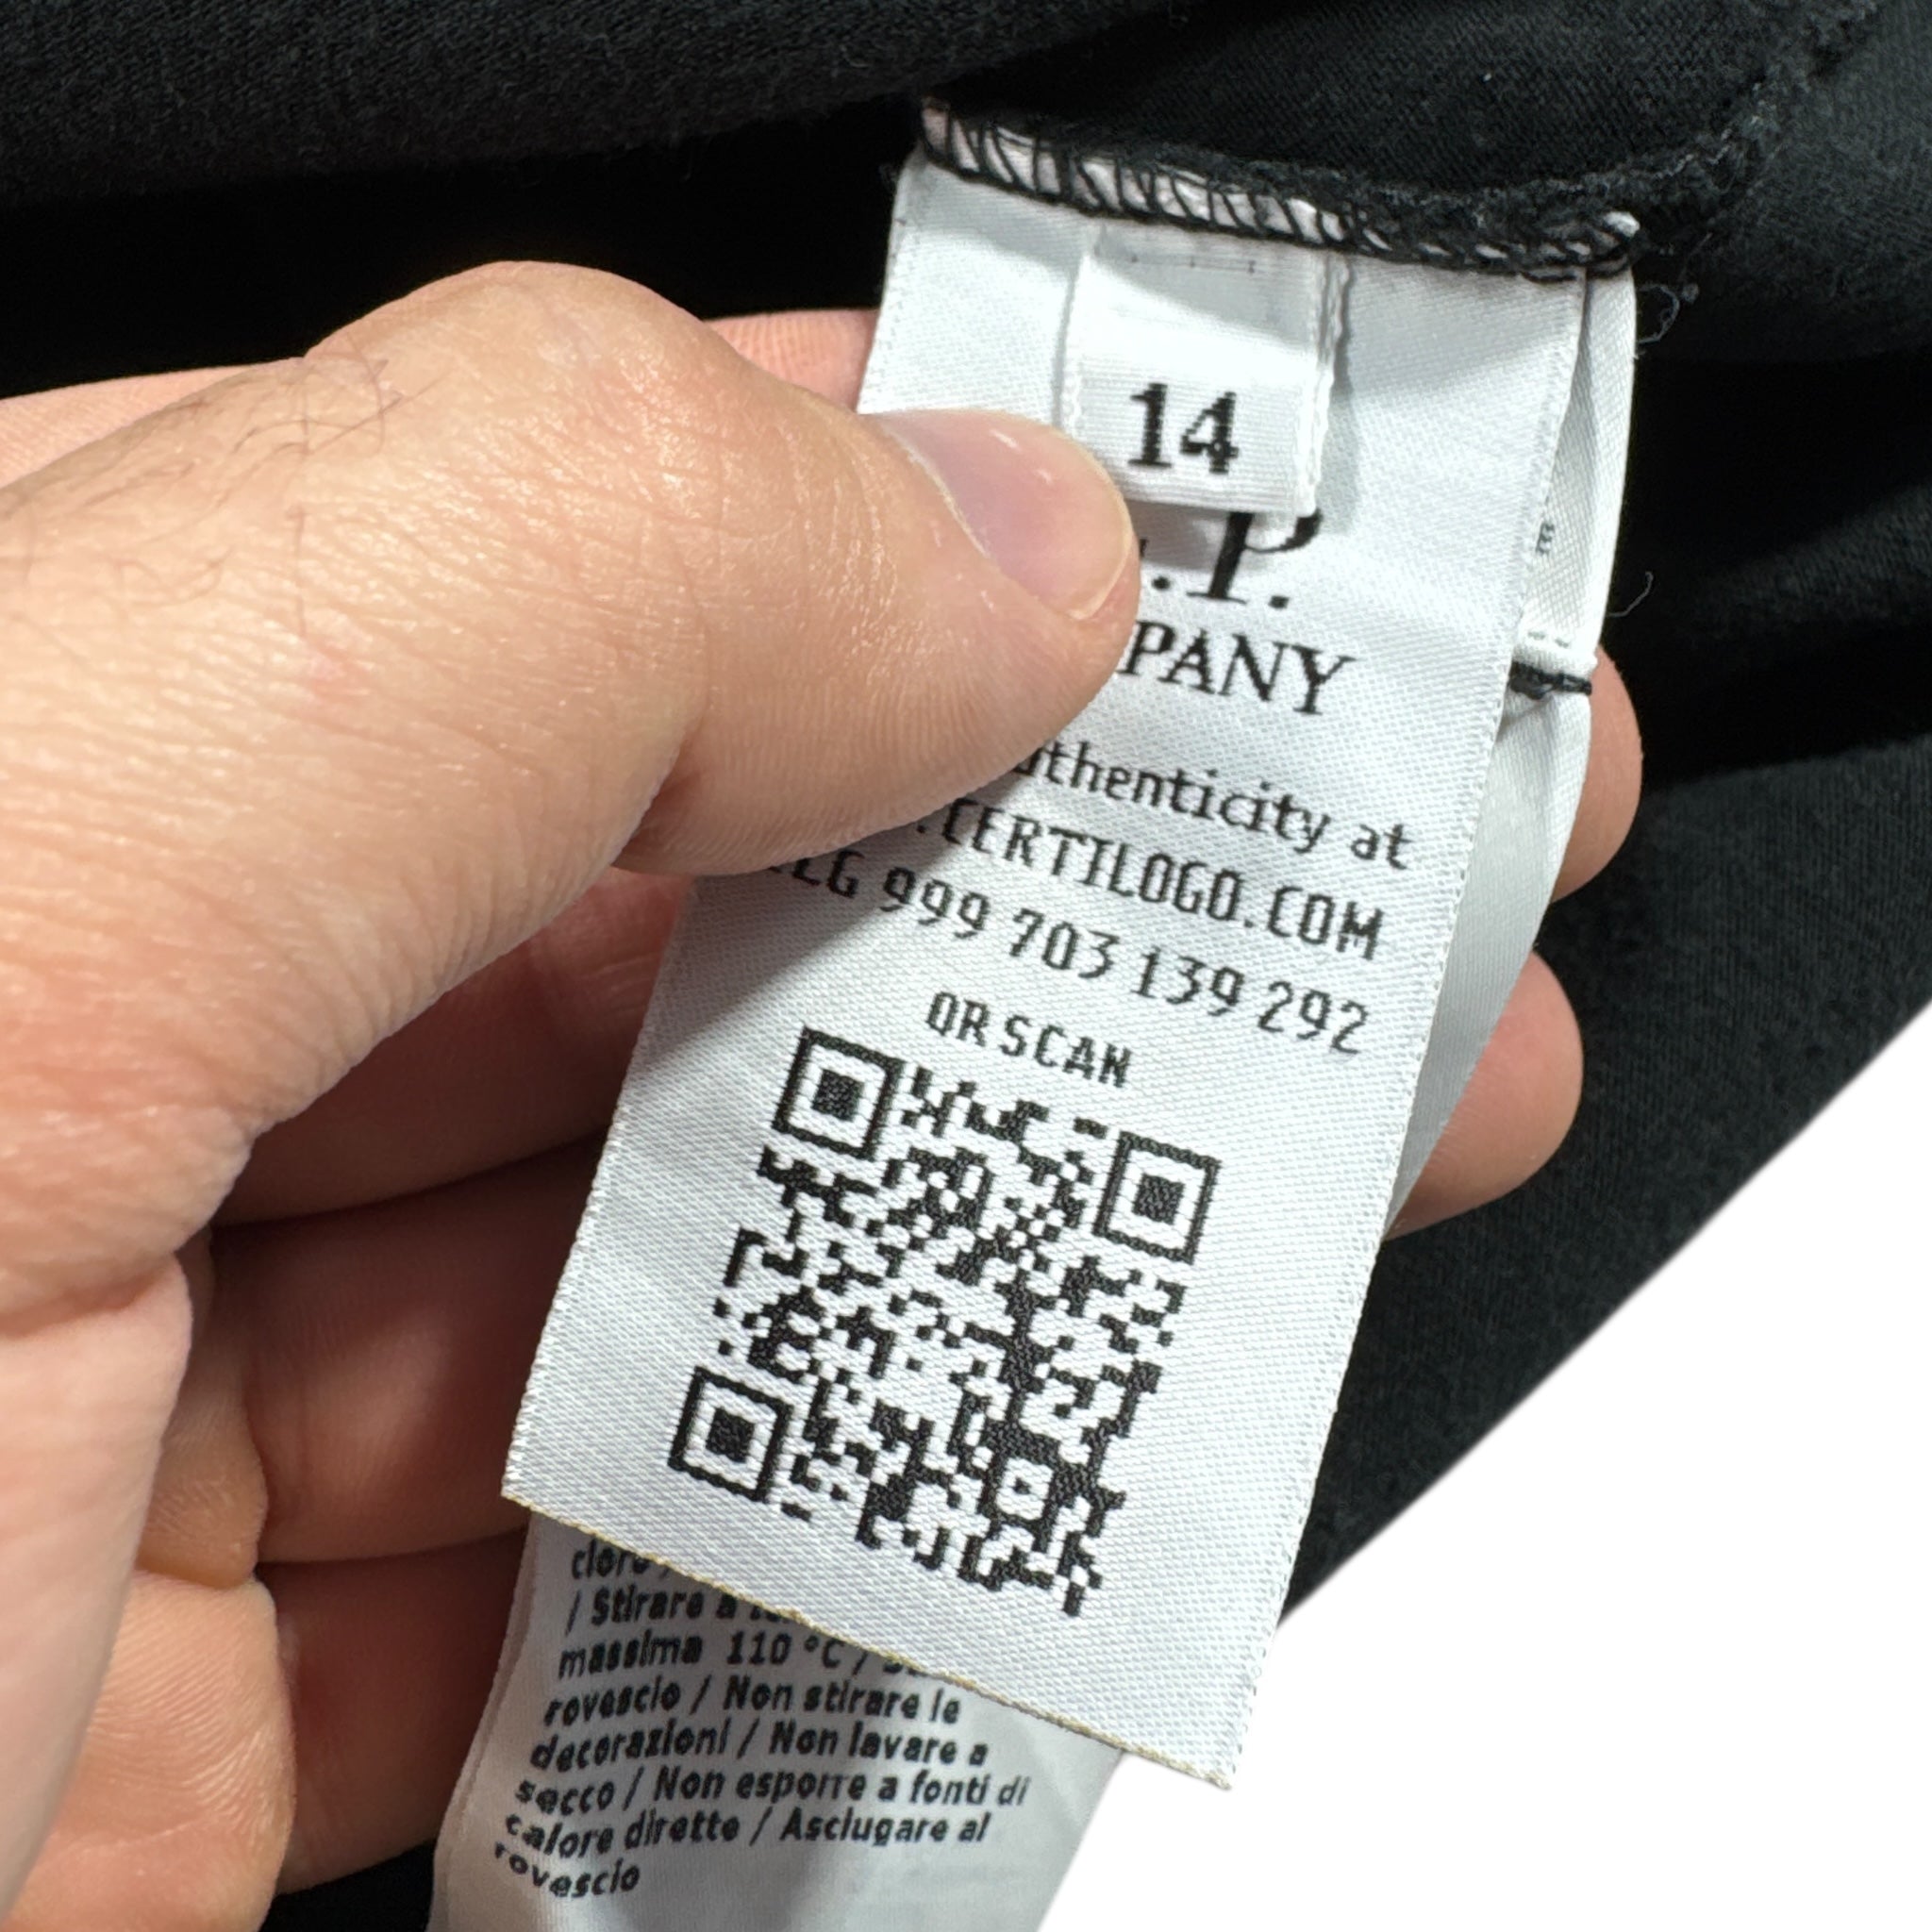 14
.P.
PANY
uthenticity at
.CERTILOGO.COM
CLG 999 703 139 292
OR SCAN
cloro /
/ Stirare a
massima 110 °C /
rovescio / Non stirare le
decorazioni / Non lavare a
secco / Non esporre a fonti di
calore dirette / Asciugare al
rovescio